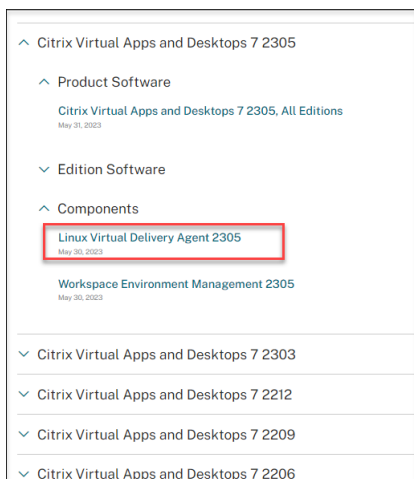 Citrix Virtual Apps and Desktops 7 2305
Product Software
Citrix Virtual Apps and Desktops 7 2305, All Editions
May 31, 2023
Edition Software
Components
Linux Virtual Delivery Agent 2305
May 30, 2023
Workspace Environment Management 2305
May 30, 2023
Citrix Virtual Apps and Desktops 7 2303
Citrix Virtual Apps and Desktops 7 2212
Citrix Virtual Apps and Desktops 7 2209
Citrix Virtual Apps and Desktops 7 2206